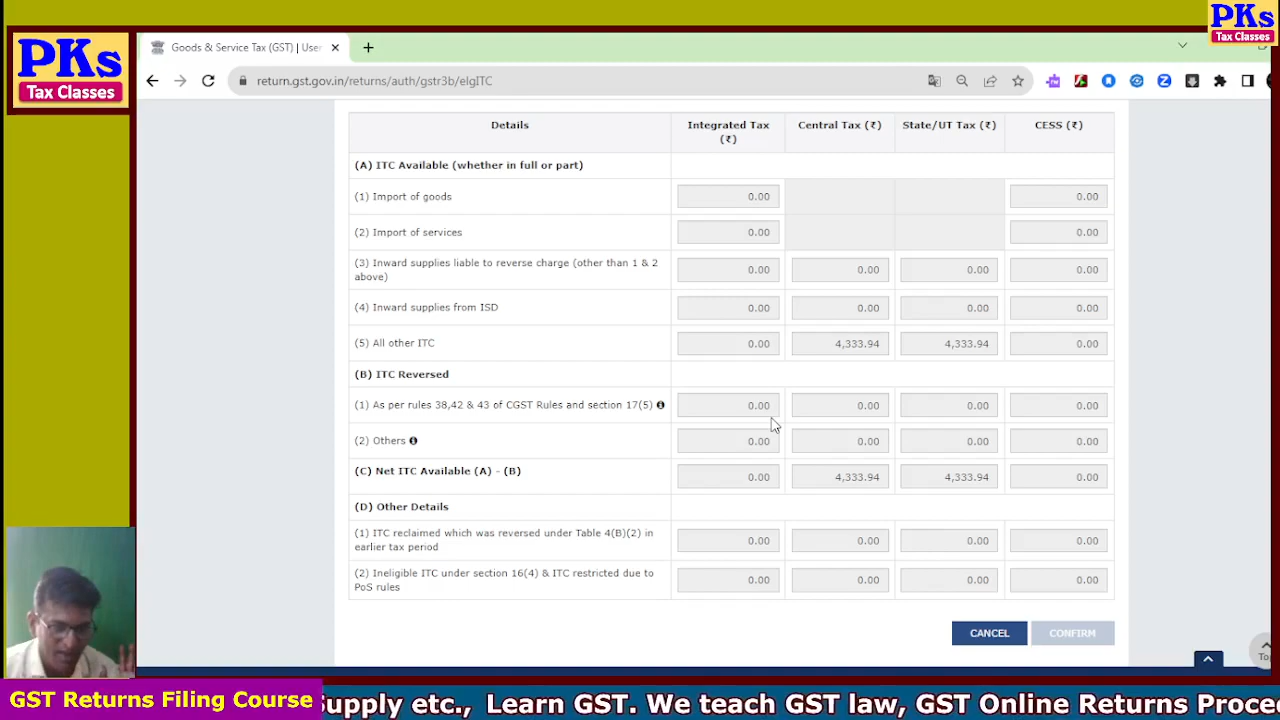 PKs
Tax Classes
PKs
Tax Classes
Goods & Service Tax (GST) | User
return.gst.gov.in/returns/auth/gstr3b/elgITC
Details Integrated Tax (₹) Central Tax (₹) State/UT Tax (₹) CESS (₹)
(A) ITC Available (whether in full or part)
(1) Import of goods 0.00 0.00
(2) Import of services 0.00 0.00
(3) Inward supplies liable to reverse charge (other than 1 & 2 above) 0.00 0.00 0.00 0.00
(4) Inward supplies from ISD 0.00 0.00 0.00 0.00
(5) All other ITC 0.00 4,333.94 4,333.94 0.00
(B) ITC Reversed
(1) As per rules 38,42 & 43 of CGST Rules and section 17(5) 0.00 0.00 0.00 0.00
(2) Others 0.00 0.00 0.00 0.00
(C) Net ITC Available (A) - (B) 0.00 4,333.94 4,333.94 0.00
(D) Other Details
(1) ITC reclaimed which was reversed under Table 4(B)(2) in earlier tax period 0.00 0.00 0.00 0.00
(2) Ineligible ITC under section 16(4) & ITC restricted due to PoS rules 0.00 0.00 0.00 0.00
CANCEL CONFIRM
GST Returns Filing Course
Supply etc., Learn GST. We teach GST law, GST Online Returns Proce